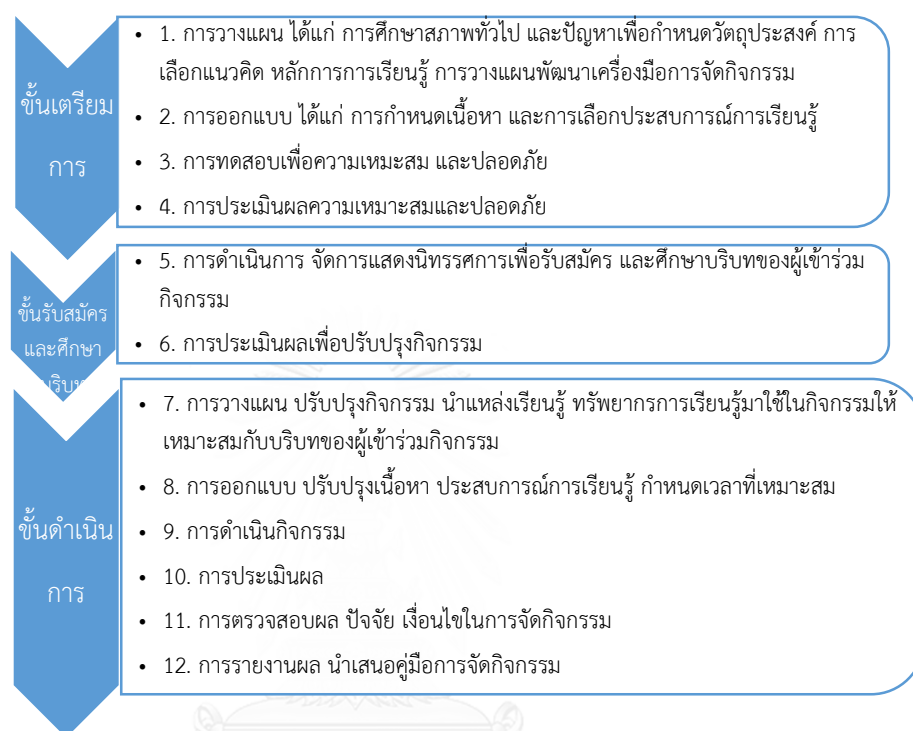 ขั้นเตรียม
การ
• 1. การวางแผน ได้แก่ การศึกษาสภาพทั่วไป และปัญหาเพื่อกำหนดวัตถุประสงค์ การ
เลือกแนวคิด หลักการการเรียนรู้ การวางแผนพัฒนาเครื่องมือการจัดกิจกรรม
• 2. การออกแบบ ได้แก่ การกำหนดเนื้อหา และการเลือกประสบการณ์การเรียนรู้
• 3. การทดสอบเพื่อความเหมะสม และปลอดภัย
• 4. การประเมินผลความเหมาะสมและปลอดภัย
ขั้นรับสมัคร
และศึกษา
บริบท
• 5. การดำเนินการ จัดการแสดงนิทรรศการเพื่อรับสมัคร และศึกษาบริบทของผู้เข้าร่วม
กิจกรรม
• 6. การประเมินผลเพื่อปรับปรุงกิจกรรม
ขั้นดำเนิน
การ
• 7. การวางแผน ปรับปรุงกิจกรรม นำแหล่งเรียนรู้ ทรัพยากรการเรียนรู้มาใช้ในกิจกรรมให้
เหมาะสมกับบริบทของผู้เข้าร่วมกิจกรรม
• 8. การออกแบบ ปรับปรุงเนื้อหา ประสบการณ์การเรียนรู้ กำหนดเวลาที่เหมาะสม
• 9. การดำเนินกิจกรรม
• 10. การประเมินผล
• 11. การตรวจสอบผล ปัจจัย เงื่อนไขในการจัดกิจกรรม
• 12. การรายงานผล นำเสนอคู่มือการจัดกิจกรรม